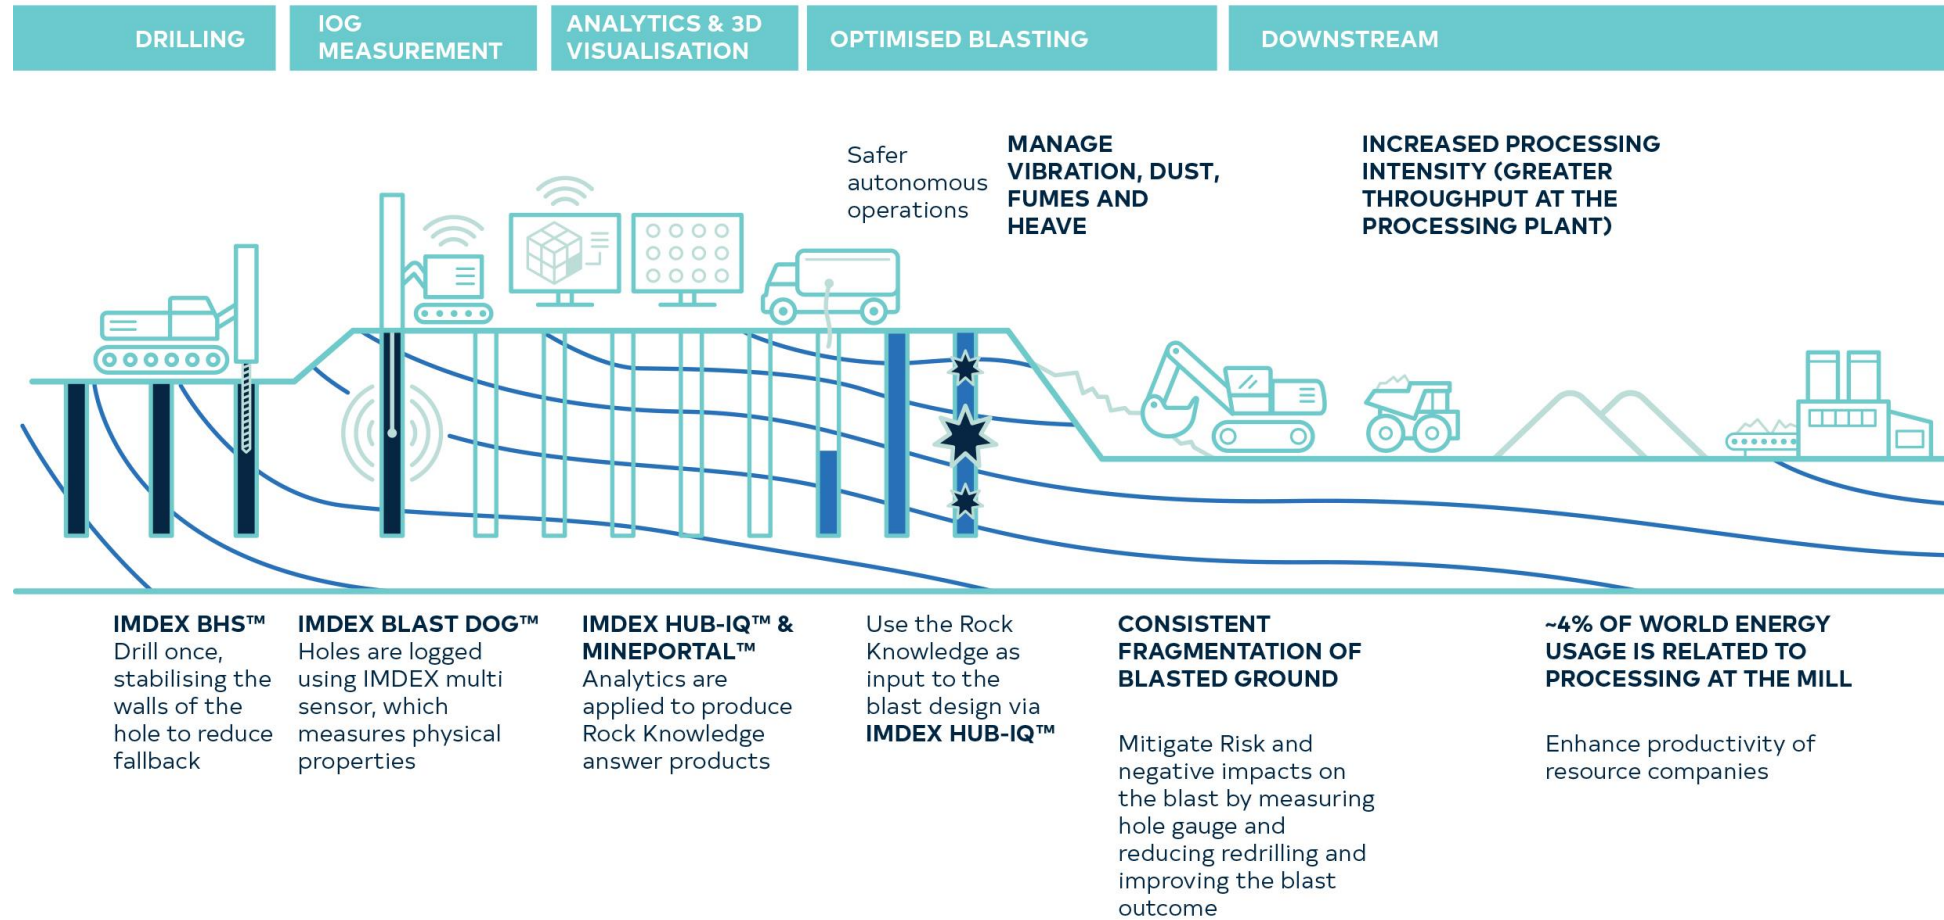 DRILLING
IOG
MEASUREMENT
ANALYTICS & 3D
VISUALISATION
OPTIMISED BLASTING
DOWNSTREAM
Safer
autonomous
operations
MANAGE
VIBRATION, DUST,
FUMES AND
HEAVE
INCREASED PROCESSING
INTENSITY (GREATER
THROUGHPUT AT THE
PROCESSING PLANT)
IMDEX BHS™
Drill once,
stabilising the
walls of the
hole to reduce
fallback
IMDEX BLAST DOG™
Holes are logged
using IMDEX multi
sensor, which
measures physical
properties
IMDEX HUB-IQ™ &
MINEPORTAL™
Analytics are
applied to produce
Rock Knowledge
answer products
Use the Rock
Knowledge as
input to the
blast design via
IMDEX HUB-IQ™
CONSISTENT
FRAGMENTATION OF
BLASTED GROUND
Mitigate Risk and
negative impacts on
the blast by measuring
hole gauge and
reducing redrilling and
improving the blast
outcome
~4% OF WORLD ENERGY
USAGE IS RELATED TO
PROCESSING AT THE MILL
Enhance productivity of
resource companies